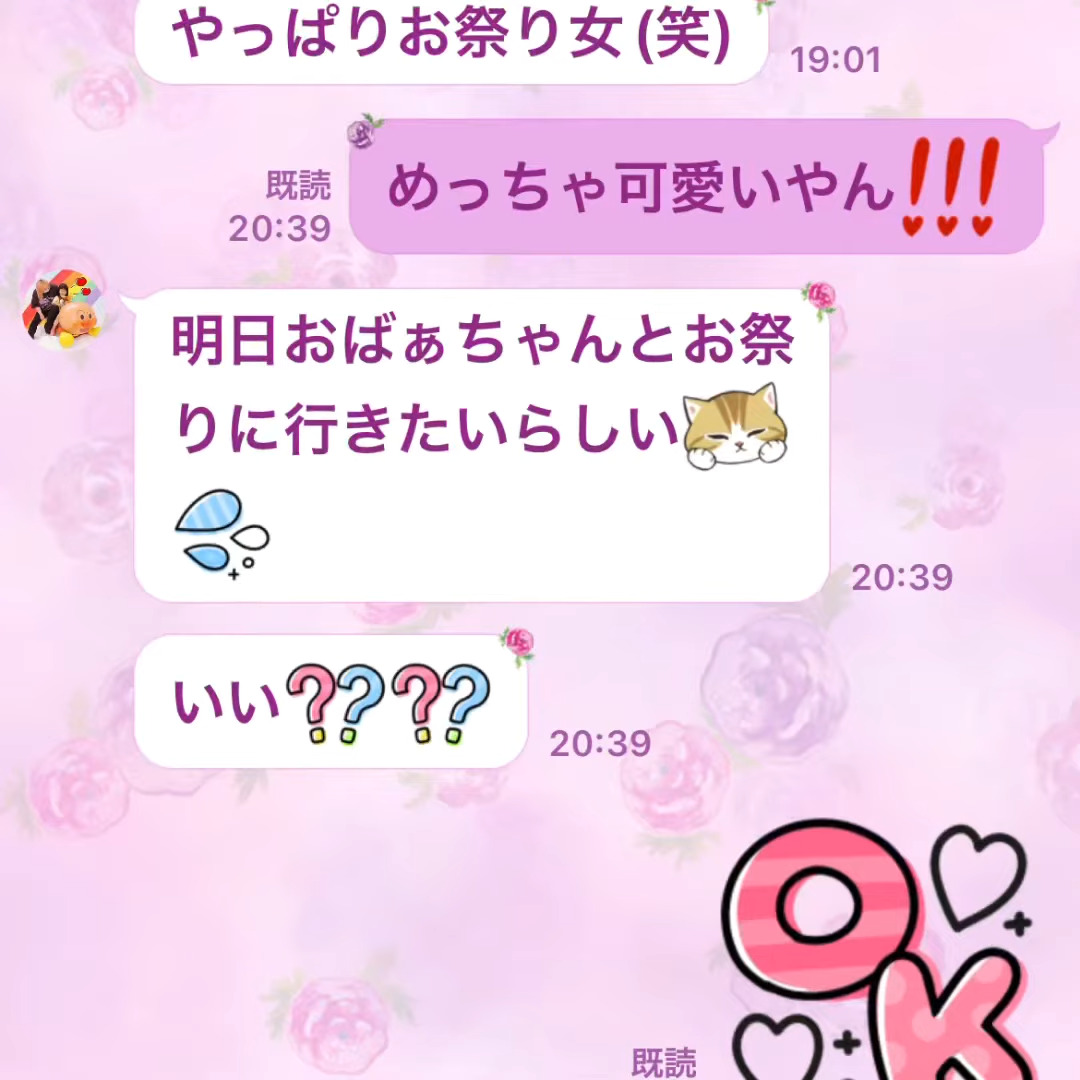 やっぱりお祭り女(笑)
19:01
めっちゃ可愛いやん!!!
既読
20:39
明日おばぁちゃんとお祭
りに行きたいらしい
20:39
いい????
20:39
OK
既読